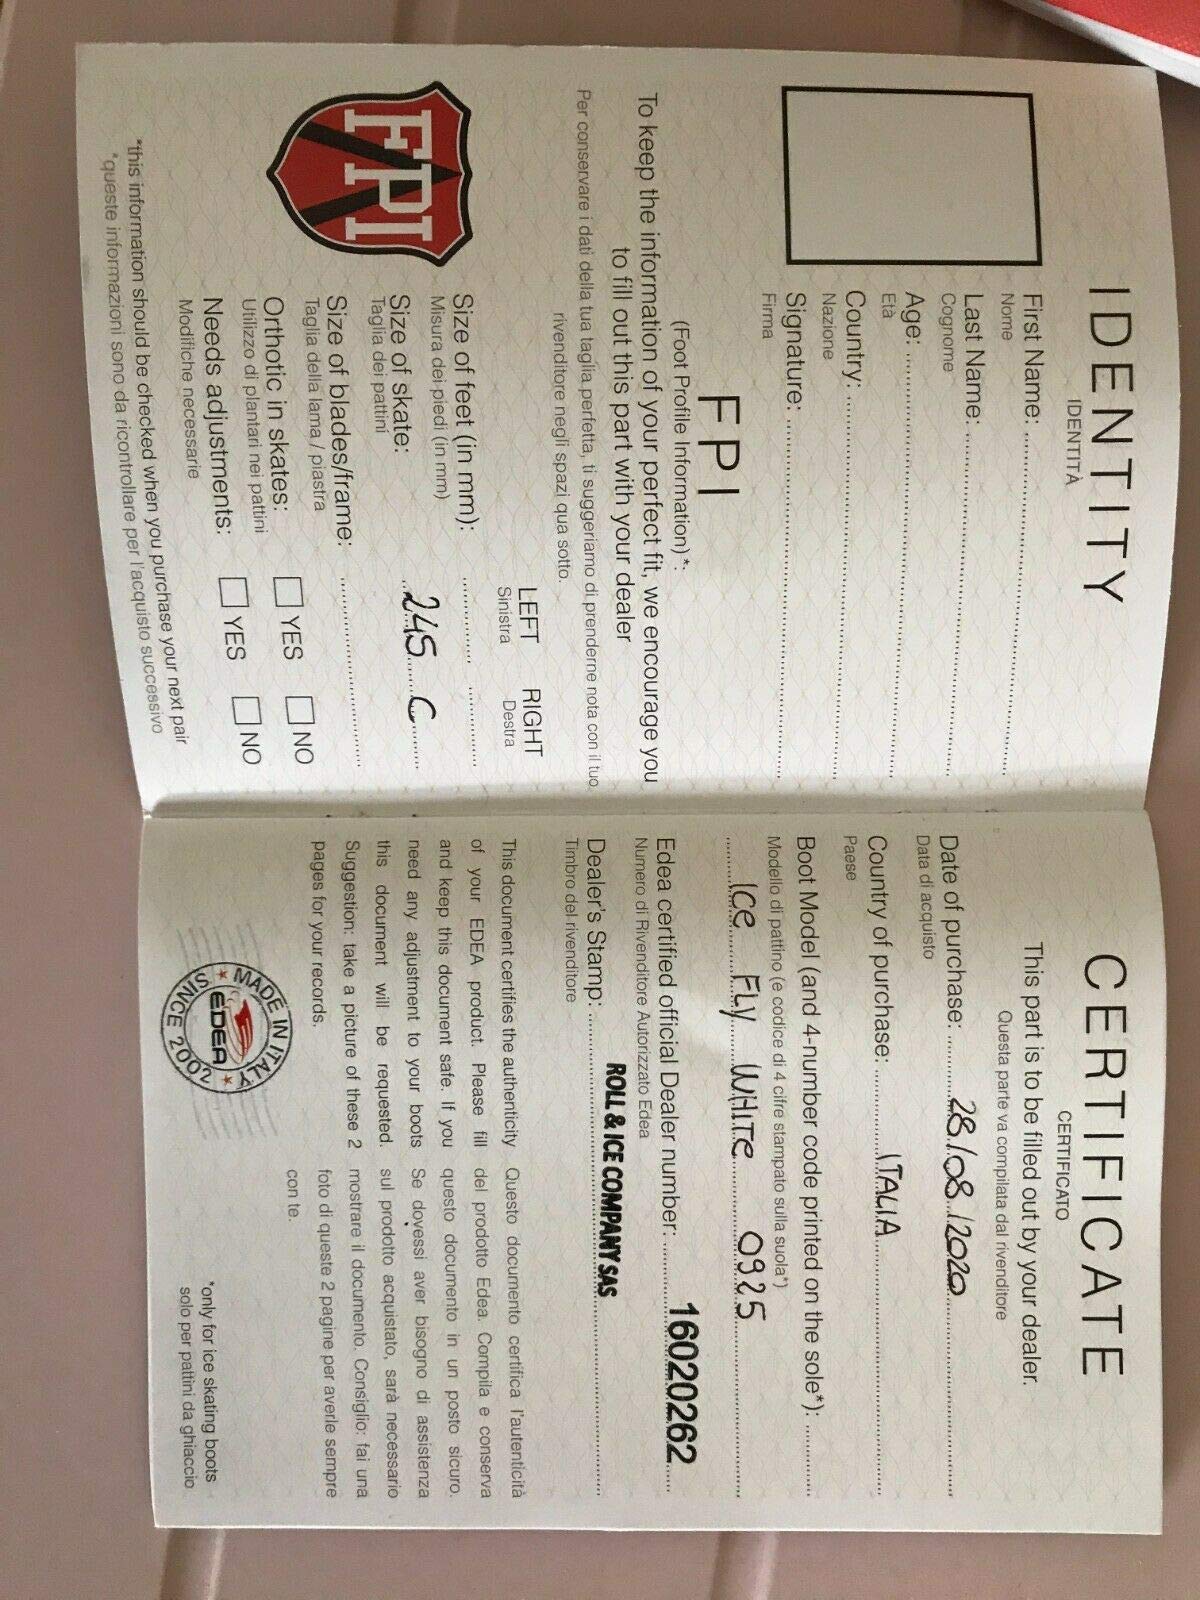 IDENTITY
IDENTITÀ
First Name: ................................
Nome
Last Name: ................................
Cognome
Age: ................................
Età
Country: ................................
Nazione
Signature: ................................
Firma
FPI
(Foot Profile Information)*:
To keep the information of your perfect fit, we encourage you
to fill out this part with your dealer
Per conservare i dati della tua taglia perfetta, ti suggeriamo di prenderne nota con il tuo
rivenditore negli spazi qua sotto.
LEFT RIGHT
Sinistra Destra
FPI
Size of feet (in mm): ................ ................
Misura dei piedi (in mm)
Size of skate: 245 C
Taglia dei pattini
Size of blades/frame: ................................
Taglia della lama / piastra
Orthotic in skates: YES NO
Utilizzo di plantari nei pattini
Needs adjustments: YES NO
Modifiche necessarie
*this information should be checked when you purchase your next pair
*queste informazioni sono da ricontrollare per l'acquisto successivo
CERTIFICATE
CERTIFICATO
This part is to be filled out by your dealer.
Questa parte va compilata dal rivenditore
Date of purchase: 28/08/2020
Data di acquisto
Country of purchase: ITALIA
Paese
Boot Model (and 4-number code printed on the sole*): ............
Modello di pattino (e codice di 4 cifre stampato sulla suola*)
ICE FLY WHITE 0925
Edea certified official Dealer number: 16020262
Numero di Rivenditore Autorizzato Edea
Dealer's Stamp: ROLL & ICE COMPANY SAS
Timbro del rivenditore
This document certifies the authenticity
of your EDEA product. Please fill
and keep this document safe. If you
need any adjustment to your boots
this document will be requested.
Suggestion: take a picture of these 2
pages for your records.
Questo documento certifica l'autenticità
del prodotto Edea. Compila e conserva
questo documento in un posto sicuro.
Se dovessi aver bisogno di assistenza
sul prodotto acquistato, sarà necessario
mostrare il documento. Consiglio: fai una
foto di queste 2 pagine per averle sempre
con te.
MADE IN ITALY
EDEA
SINCE 2002
*only for ice skating boots
solo per pattini da ghiaccio